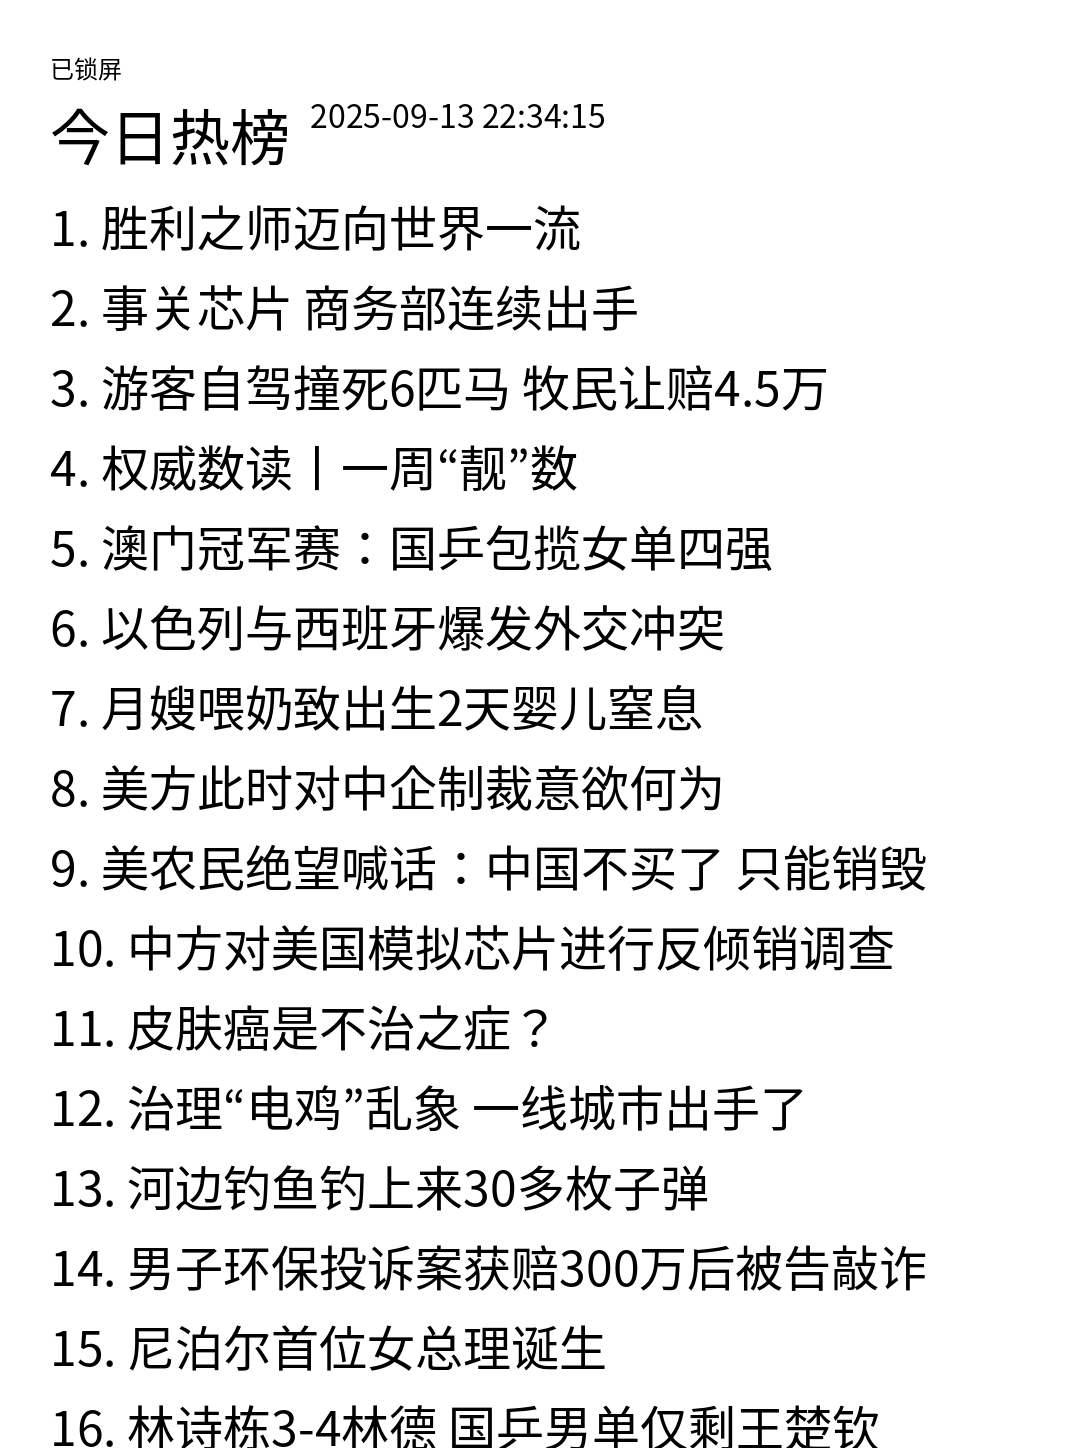 已锁屏
今日热榜 2025-09-13 22:34:15
1. 胜利之师迈向世界一流
2. 事关芯片 商务部连续出手
3. 游客自驾撞死6匹马 牧民让赔4.5万
4. 权威数读丨一周“靓”数
5. 澳门冠军赛：国乒包揽女单四强
6. 以色列与西班牙爆发外交冲突
7. 月嫂喂奶致出生2天婴儿窒息
8. 美方此时对中企制裁意欲何为
9. 美农民绝望喊话：中国不买了 只能销毁
10. 中方对美国模拟芯片进行反倾销调查
11. 皮肤癌是不治之症？
12. 治理“电鸡”乱象 一线城市出手了
13. 河边钓鱼钓上来30多枚子弹
14. 男子环保投诉案获赔300万后被告敲诈
15. 尼泊尔首位女总理诞生
16. 林诗栋3-4林德 国乒男单仅剩王楚钦